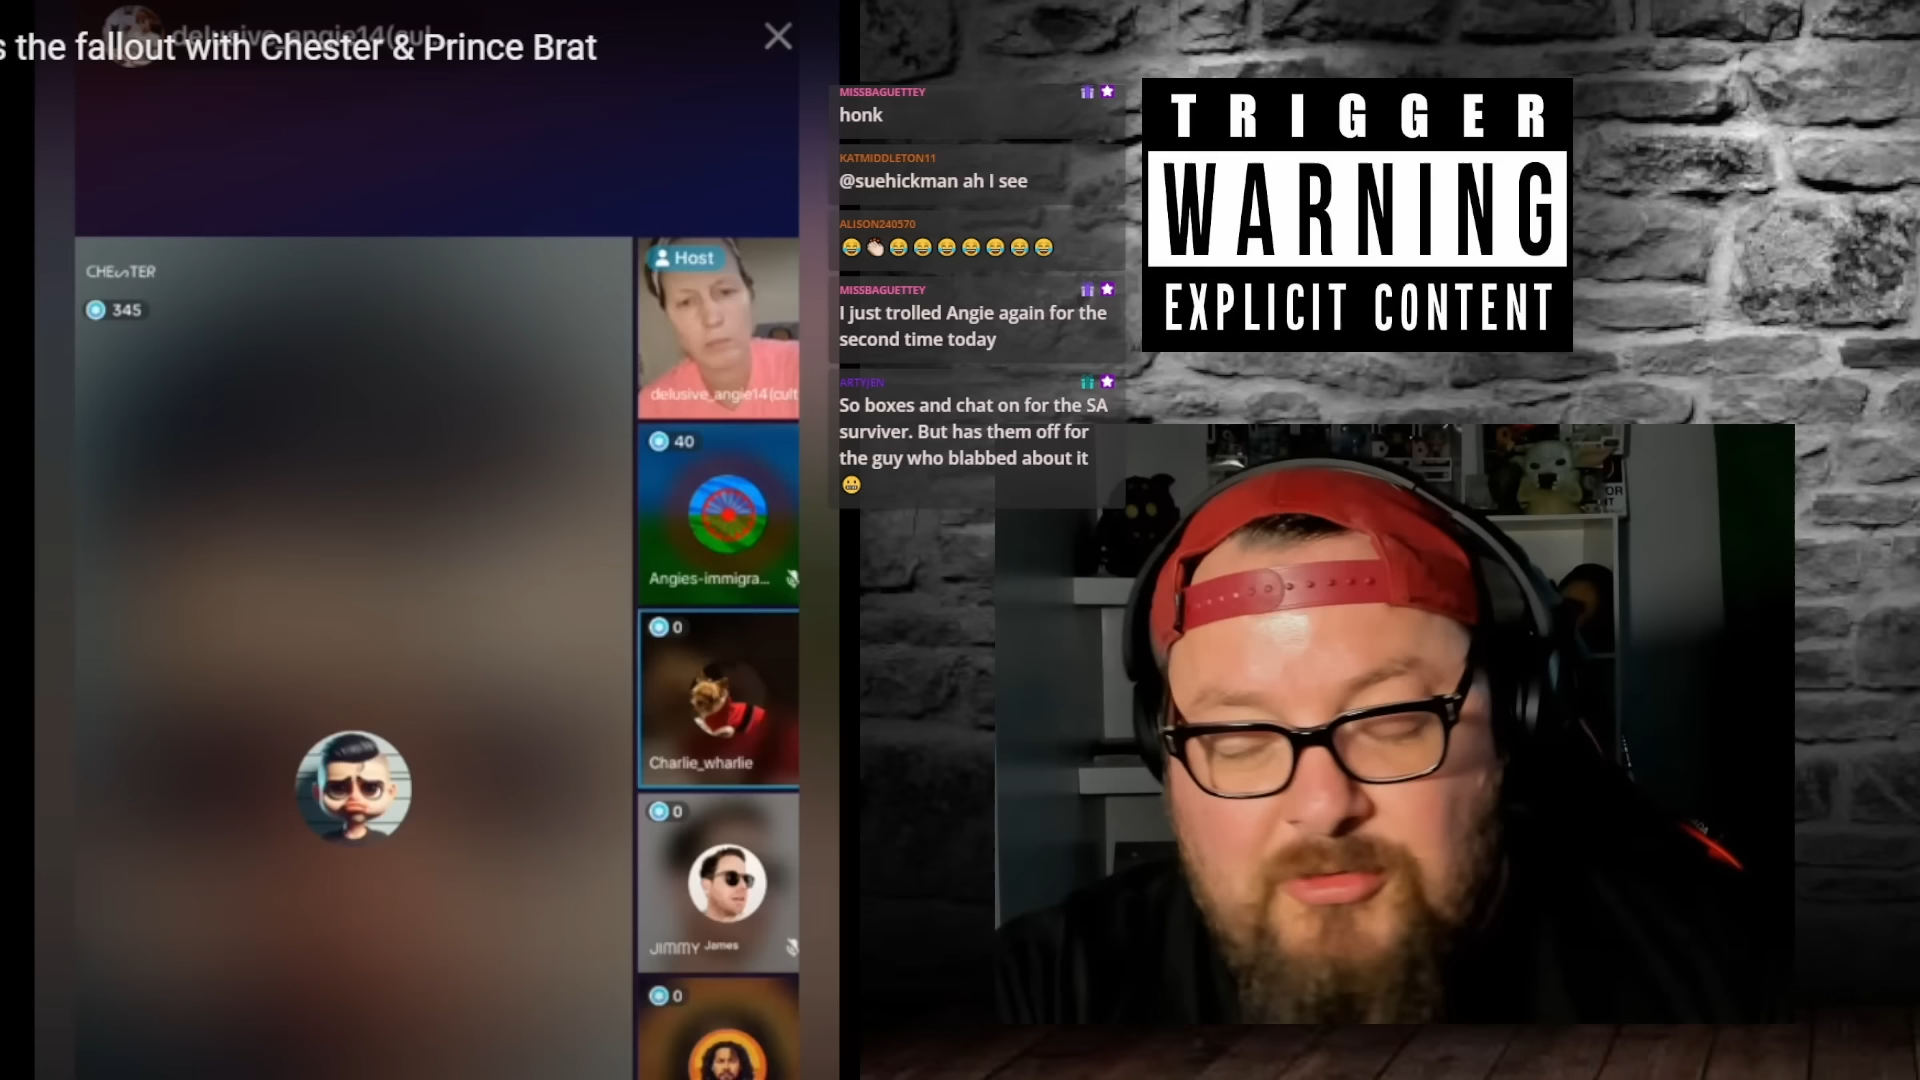 s the fallout with Chester & Prince Brat
CHESTER
345
Host
delusive_angie14(cult
40
Angies-immigra...
0
Charlie_wharlie
0
JIMMY James
0
MISSBAGUETTEY
honk
KATMIDDLETON11
@suehickman ah I see
ALISON240570
😂👏🏻😂😂😂😂😂😂😂
MISSBAGUETTEY
I just trolled Angie again for the
second time today
ARTYJEN
So boxes and chat on for the SA
surviver. But has them off for
the guy who blabbed about it
😬
TRIGGER
WARNING
EXPLICIT CONTENT